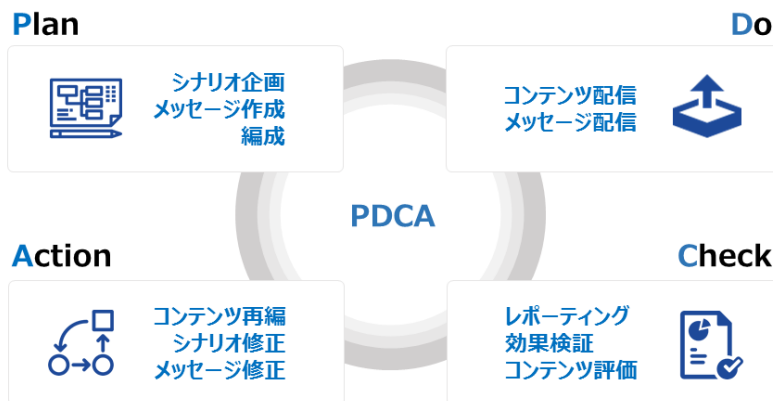 Plan
シナリオ企画
メッセージ作成
編成
Do
コンテンツ配信
メッセージ配信
PDCA
Action
コンテンツ再編
シナリオ修正
メッセージ修正
Check
レポーティング
効果検証
コンテンツ評価